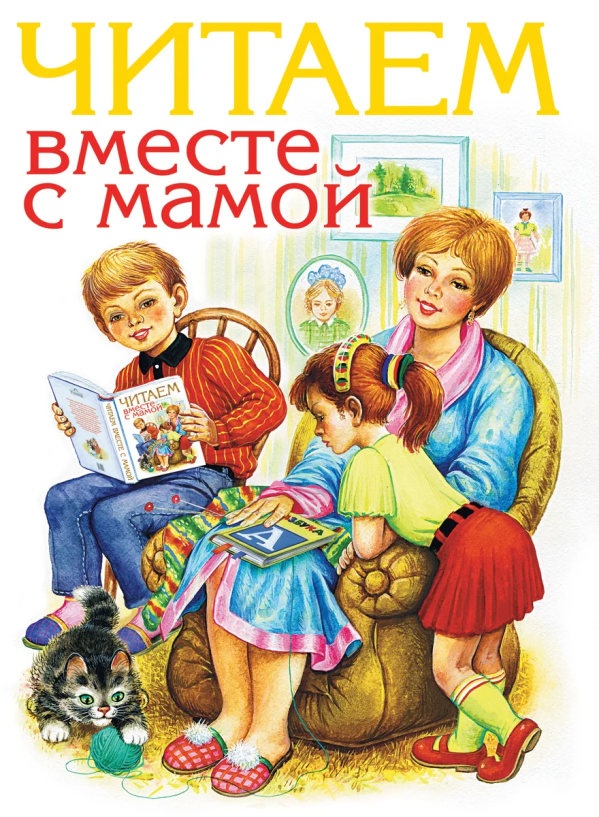 ЧИТАЕМ
вместе
с мамой
ЧИТАЕМ
вместе
с мамой
ЧИТАЕМ ВМЕСТЕ С МАМОЙ
АЗБУКА
А